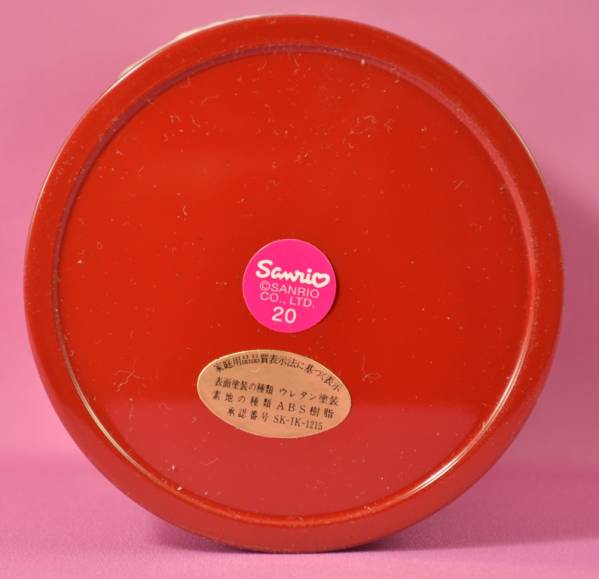 Sanrio
©SANRIO
CO., LTD.
20
家庭用品品質表示法に基づく表示
表面塗装の種類 ウレタン塗装
素地の種類 ABS樹脂
承認番号 SK-IK-1215